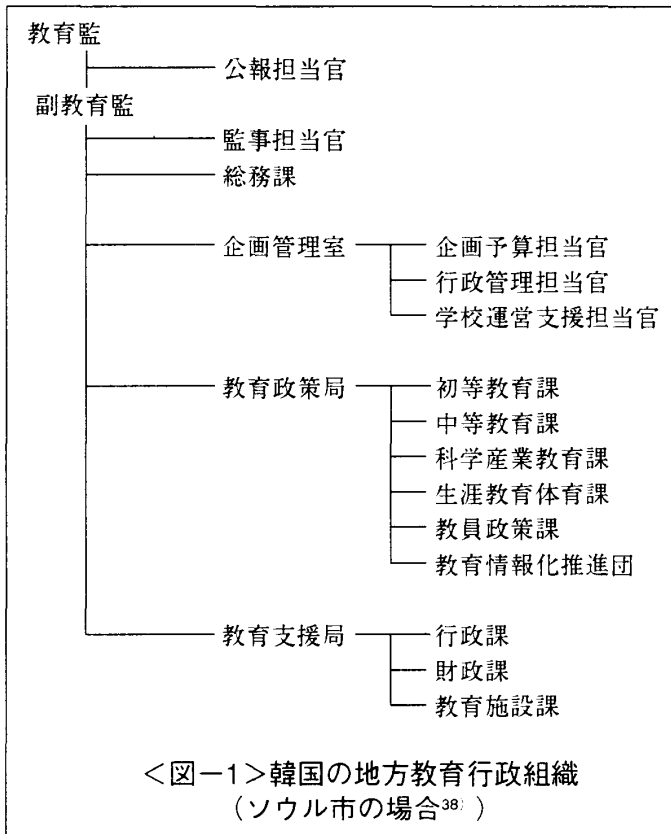 教育監
公報担当官
副教育監
監事担当官
総務課
企画管理室 企画予算担当官
行政管理担当官
学校運営支援担当官
教育政策局 初等教育課
中等教育課
科学産業教育課
生涯教育体育課
教員政策課
教育情報化推進団
教育支援局 行政課
財政課
教育施設課
＜図－1＞韓国の地方教育行政組織
（ソウル市の場合38）